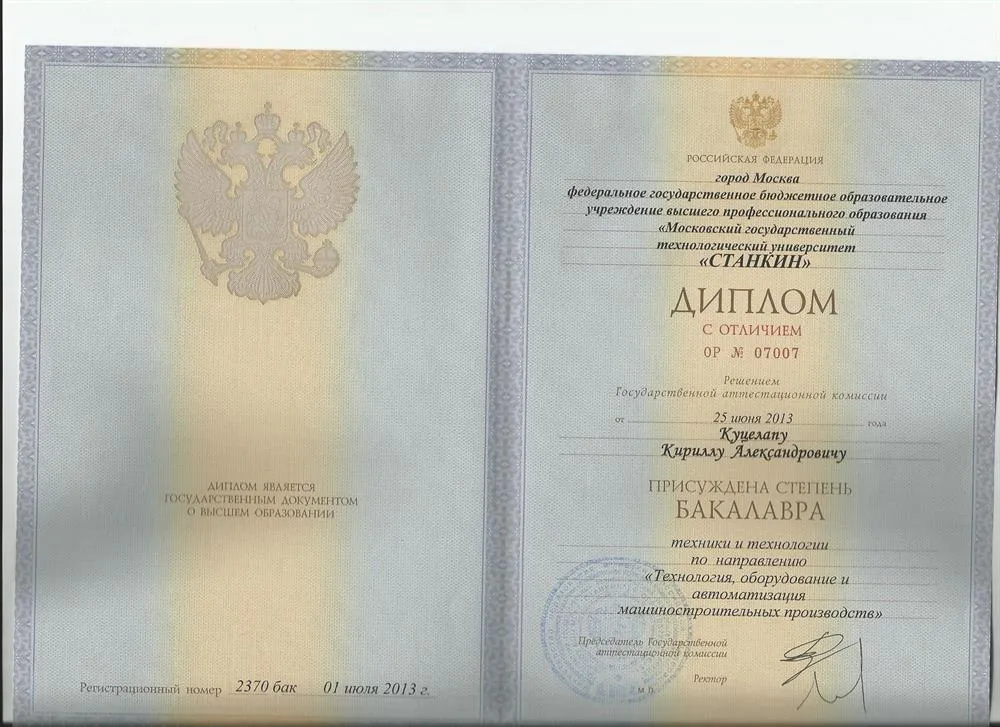 ДИПЛОМ ЯВЛЯЕТСЯ
ГОСУДАРСТВЕННЫМ ДОКУМЕНТОМ
О ВЫСШЕМ ОБРАЗОВАНИИ
Регистрационный номер 2370 бак 01 июля 2013 г.
РОССИЙСКАЯ ФЕДЕРАЦИЯ
город Москва
федеральное государственное бюджетное образовательное
учреждение высшего профессионального образования
«Московский государственный
технологический университет
«СТАНКИН»
ДИПЛОМ
С ОТЛИЧИЕМ
ОР № 07007
Решением
Государственной аттестационной комиссии
от 25 июня 2013 года
Куцелапу
Кириллу Александровичу
ПРИСУЖДЕНА СТЕПЕНЬ
БАКАЛАВРА
техники и технологии
по направлению
«Технология, оборудование и
автоматизация
машиностроительных производств»
Председатель Государственной
аттестационной комиссии
Ректор
М.П.